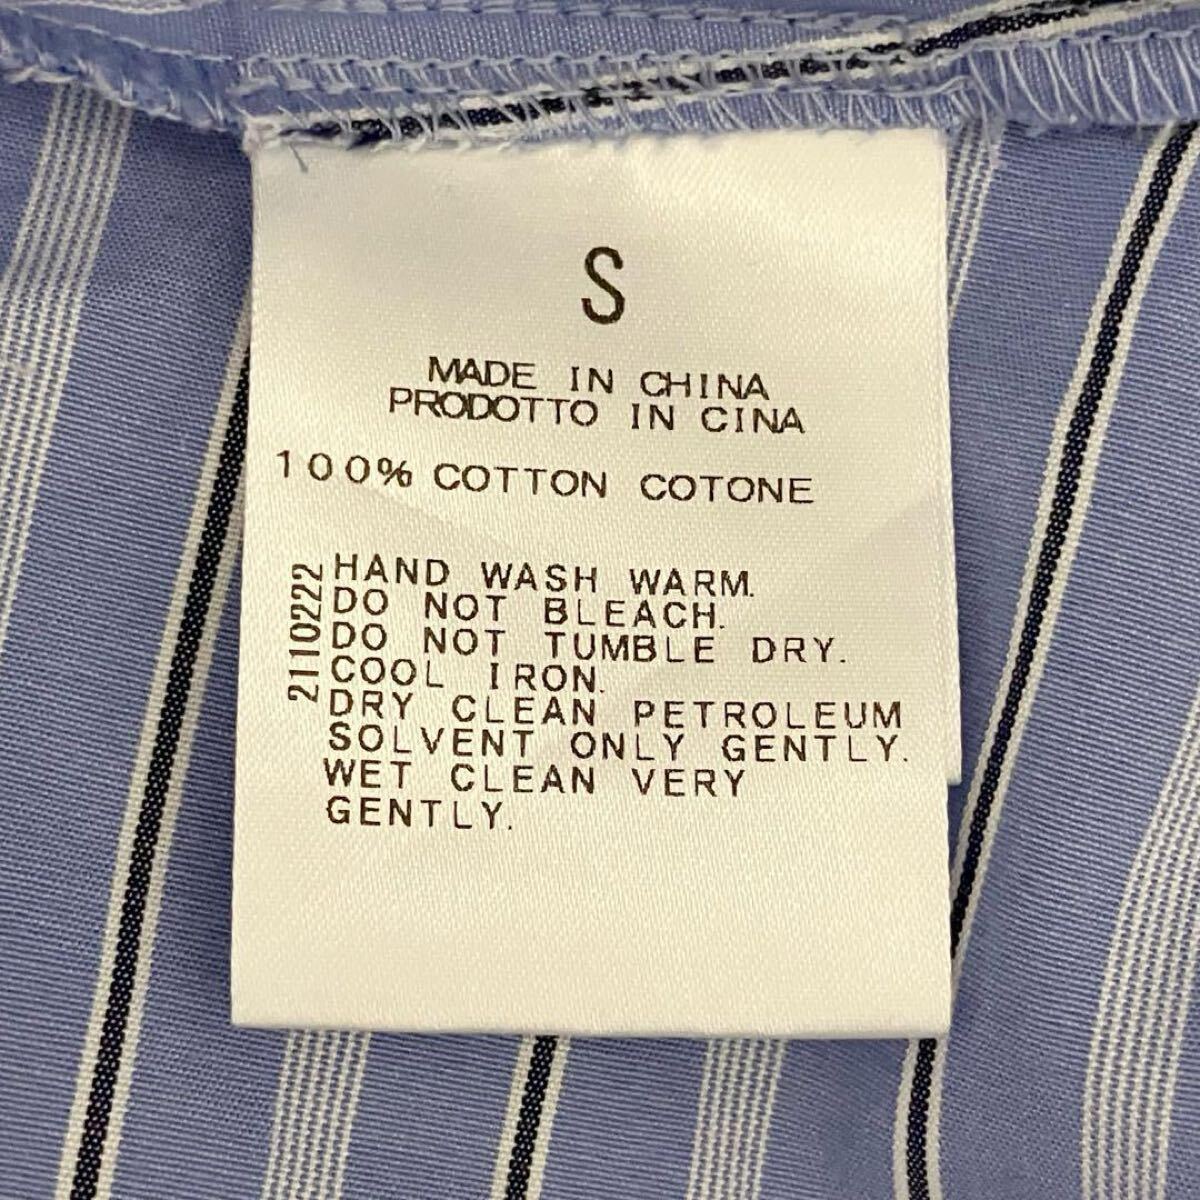 S
MADE IN CHINA
PRODOTTO IN CINA
100% COTTON COTONE
2110222
HAND WASH WARM.
DO NOT BLEACH.
DO NOT TUMBLE DRY.
COOL IRON.
DRY CLEAN PETROLEUM
SOLVENT ONLY GENTLY.
WET CLEAN VERY
GENTLY.